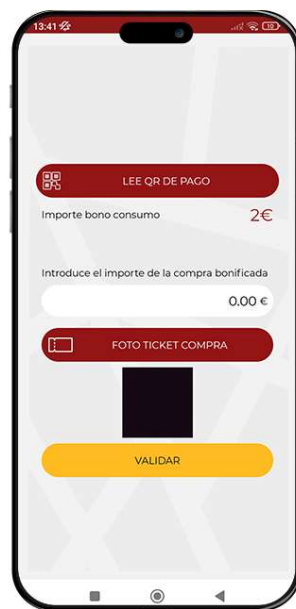 13:41
LEE QR DE PAGO
Importe bono consumo 2€
Introduce el importe de la compra bonificada
0.00 €
FOTO TICKET COMPRA
VALIDAR